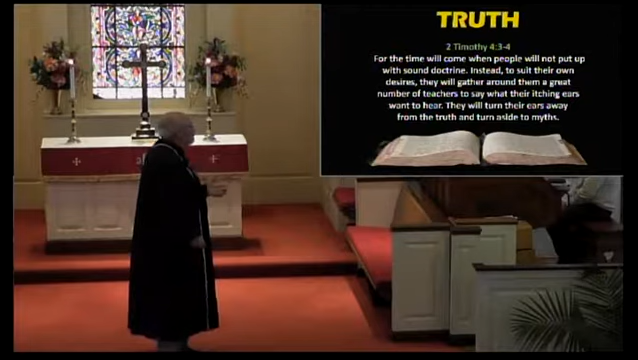 TRUTH
2 Timothy 4:3-4
For the time will come when people will not put up
with sound doctrine. Instead, to suit their own
desires, they will gather around them a great
number of teachers to say what their itching ears
want to hear. They will turn their ears away
from the truth and turn aside to myths.